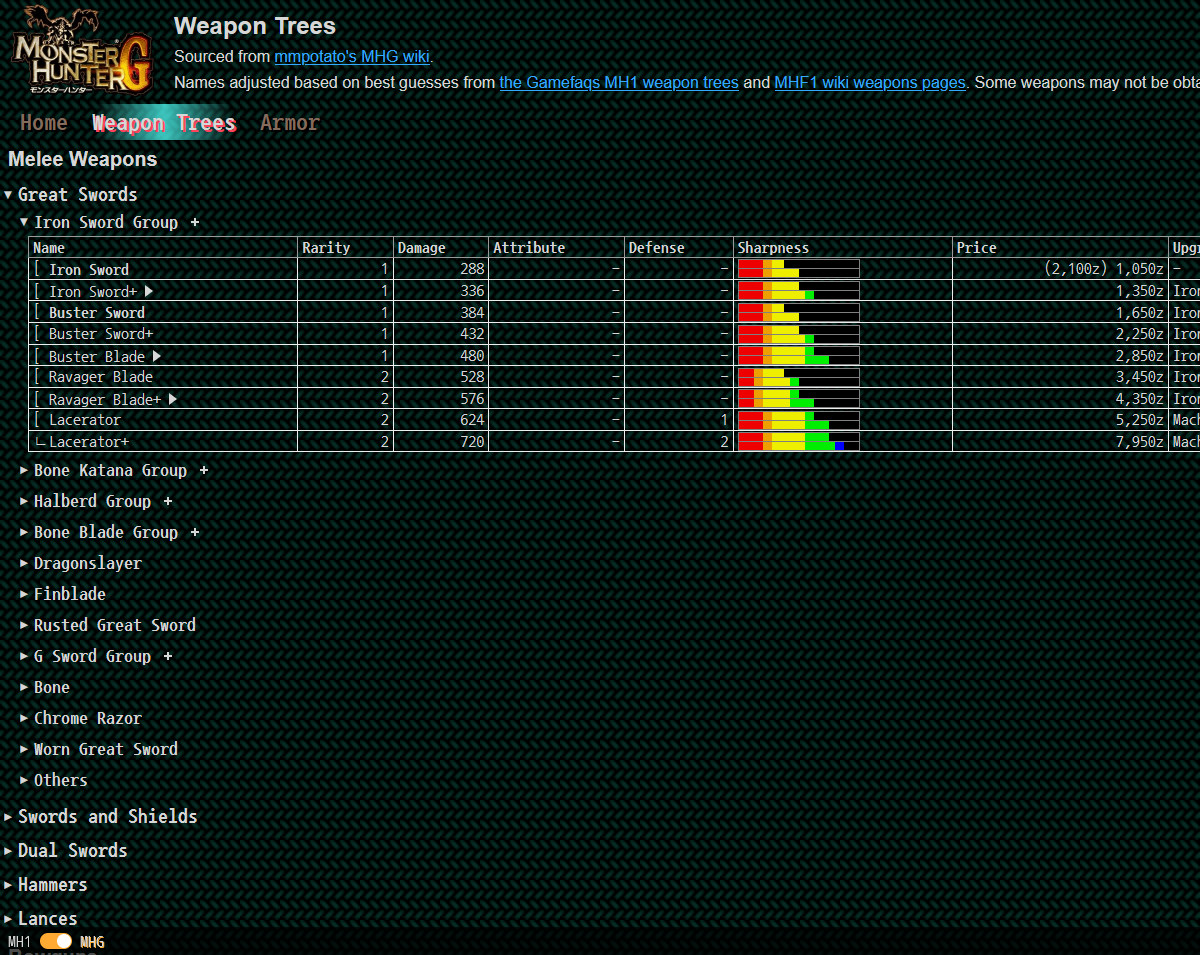 MONSTER
HUNTER G
モンスターハンター
Weapon Trees
Sourced from mmpotato's MHG wiki.
Names adjusted based on best guesses from the Gamefaqs MH1 weapon trees and MHF1 wiki weapons pages. Some weapons may not be obta
Home Weapon Trees Armor
Melee Weapons
▼ Great Swords
▼ Iron Sword Group +
Name Rarity Damage Attribute Defense Sharpness Price Upgr
[ Iron Sword 1 288 – – (2,100z) 1,050z –
[ Iron Sword+ ▶ 1 336 – – 1,350z Iron
[ Buster Sword 1 384 – – 1,650z Iron
[ Buster Sword+ 1 432 – – 2,250z Iron
[ Buster Blade ▶ 1 480 – – 2,850z Iron
[ Ravager Blade 2 528 – – 3,450z Iron
[ Ravager Blade+ ▶ 2 576 – – 4,350z Iron
[ Lacerator 2 624 – 1 5,250z Mach
∟Lacerator+ 2 720 – 2 7,950z Mach
▶ Bone Katana Group +
▶ Halberd Group +
▶ Bone Blade Group +
▶ Dragonslayer
▶ Finblade
▶ Rusted Great Sword
▶ G Sword Group +
▶ Bone
▶ Chrome Razor
▶ Worn Great Sword
▶ Others
▶ Swords and Shields
▶ Dual Swords
▶ Hammers
▶ Lances
MH1 MHG